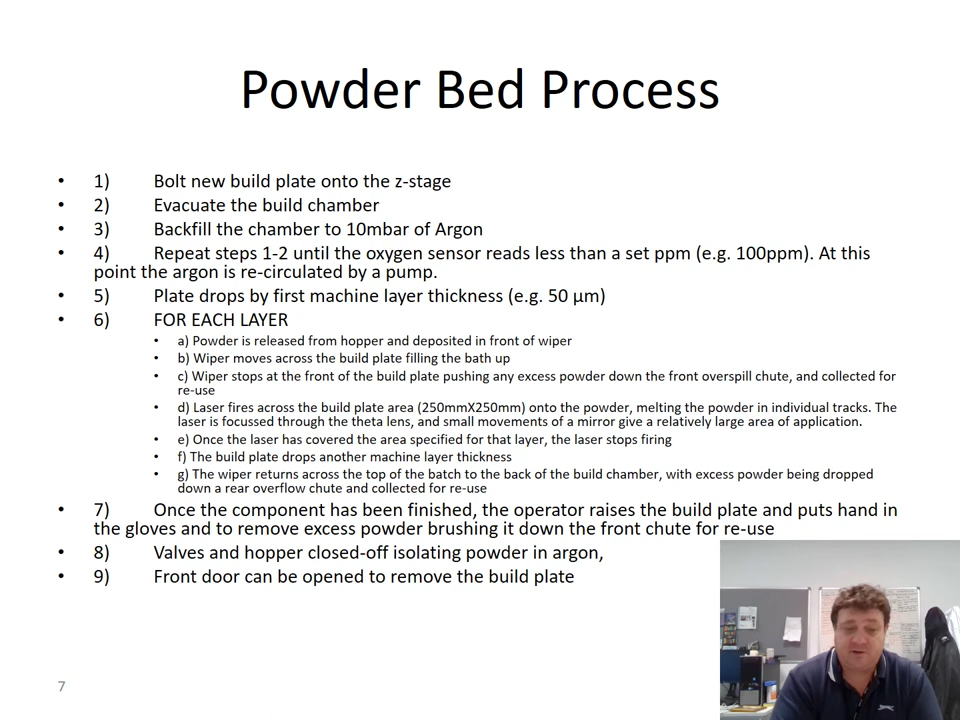 Powder Bed Process
• 1) Bolt new build plate onto the z-stage
• 2) Evacuate the build chamber
• 3) Backfill the chamber to 10mbar of Argon
• 4) Repeat steps 1-2 until the oxygen sensor reads less than a set ppm (e.g. 100ppm). At this
point the argon is re-circulated by a pump.
• 5) Plate drops by first machine layer thickness (e.g. 50 µm)
• 6) FOR EACH LAYER
• a) Powder is released from hopper and deposited in front of wiper
• b) Wiper moves across the build plate filling the bath up
• c) Wiper stops at the front of the build plate pushing any excess powder down the front overspill chute, and collected for
re-use
• d) Laser fires across the build plate area (250mmX250mm) onto the powder, melting the powder in individual tracks. The
laser is focussed through the theta lens, and small movements of a mirror give a relatively large area of application.
• e) Once the laser has covered the area specified for that layer, the laser stops firing
• f) The build plate drops another machine layer thickness
• g) The wiper returns across the top of the batch to the back of the build chamber, with excess powder being dropped
down a rear overflow chute and collected for re-use
• 7) Once the component has been finished, the operator raises the build plate and puts hand in
the gloves and to remove excess powder brushing it down the front chute for re-use
• 8) Valves and hopper closed-off isolating powder in argon,
• 9) Front door can be opened to remove the build plate
7